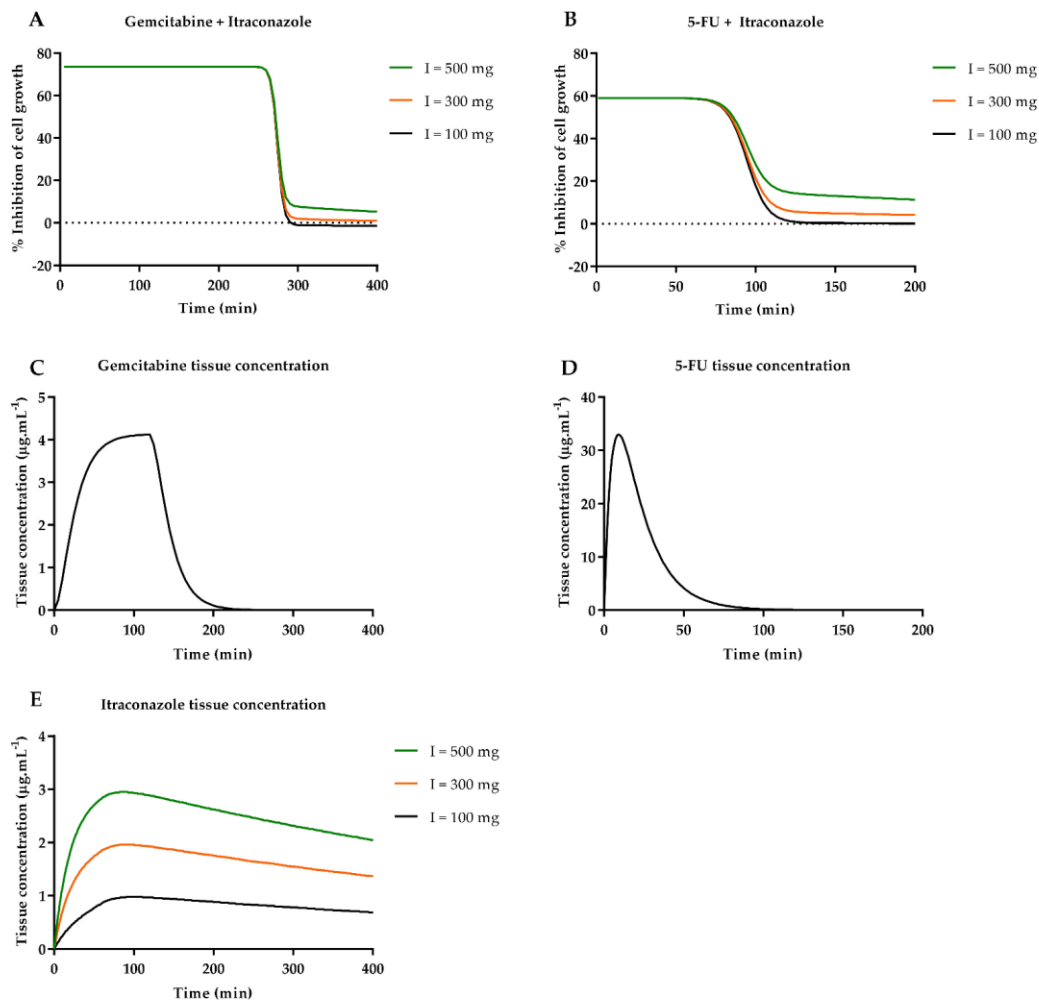 A
Gemcitabine + Itraconazole
% Inhibition of cell growth
80
60
40
20
0
-20
0
100
200
300
400
Time (min)
I = 500 mg
I = 300 mg
I = 100 mg
B
5-FU + Itraconazole
% Inhibition of cell growth
80
60
40
20
0
-20
0
50
100
150
200
Time (min)
I = 500 mg
I = 300 mg
I = 100 mg
C
Gemcitabine tissue concentration
Tissue concentration (µg.mL⁻¹)
5
4
3
2
1
0
0
100
200
300
400
Time (min)
D
5-FU tissue concentration
Tissue concentration (µg.mL⁻¹)
40
30
20
10
0
0
50
100
150
200
Time (min)
E
Itraconazole tissue concentration
Tissue concentration (µg.mL⁻¹)
4
3
2
1
0
0
100
200
300
400
Time (min)
I = 500 mg
I = 300 mg
I = 100 mg